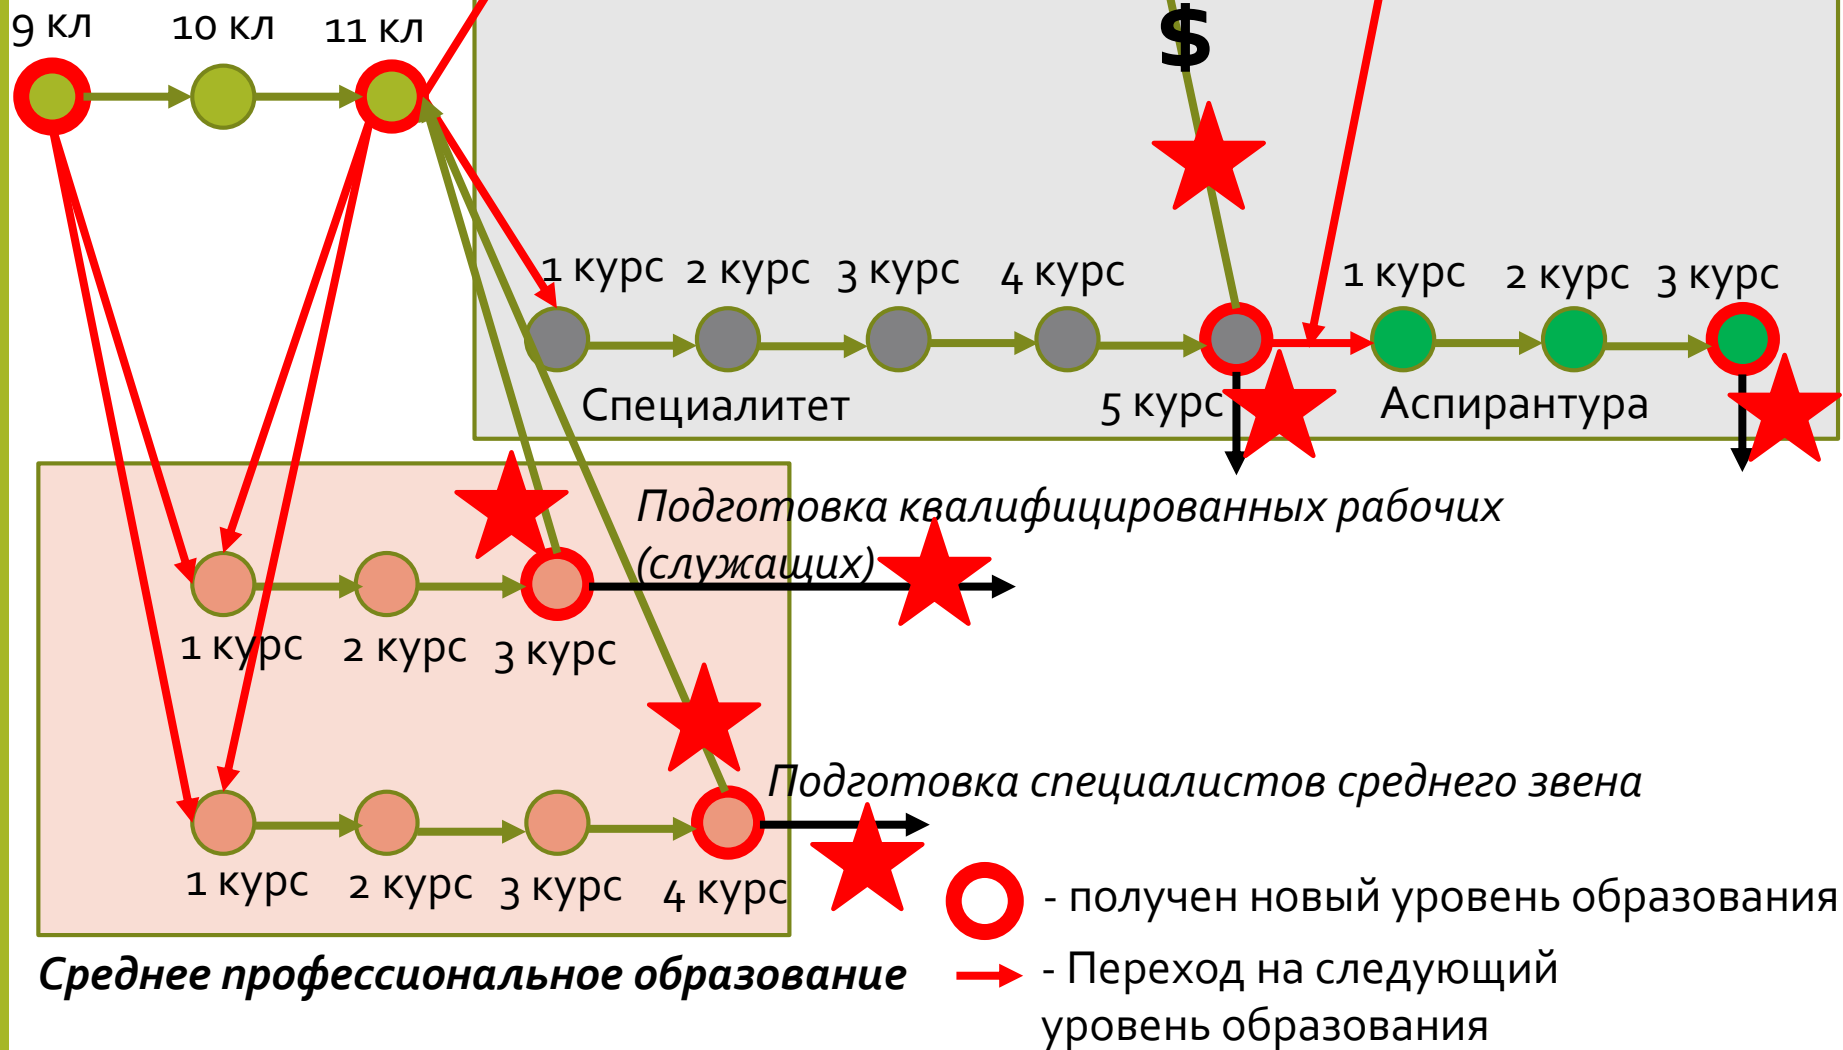 9 кл 10 кл 11 кл
$
1 курс 2 курс 3 курс 4 курс 1 курс 2 курс 3 курс
Специалитет 5 курс Аспирантура
Подготовка квалифицированных рабочих
(служащих)
1 курс 2 курс 3 курс
Подготовка специалистов среднего звена
1 курс 2 курс 3 курс 4 курс
- получен новый уровень образования
Среднее профессиональное образование
- Переход на следующий
уровень образования